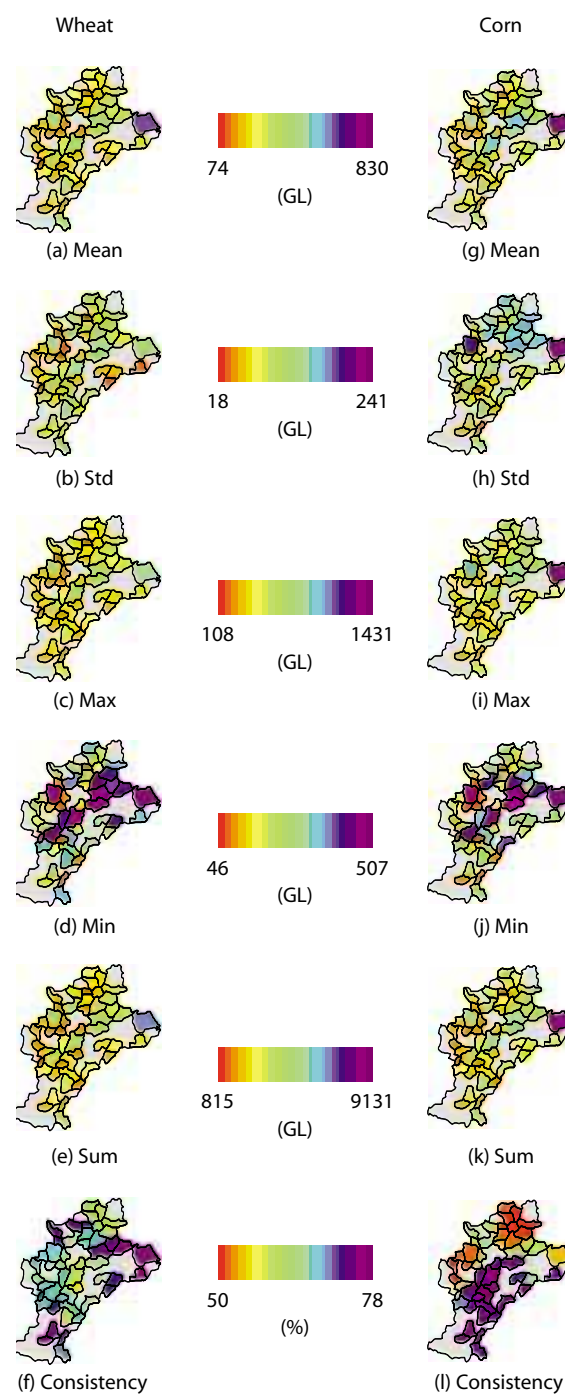 Wheat
Corn
74 830
(GL)
(a) Mean
(g) Mean
18 241
(GL)
(b) Std
(h) Std
108 1431
(GL)
(c) Max
(i) Max
46 507
(GL)
(d) Min
(j) Min
815 9131
(GL)
(e) Sum
(k) Sum
50 78
(%)
(f) Consistency
(l) Consistency